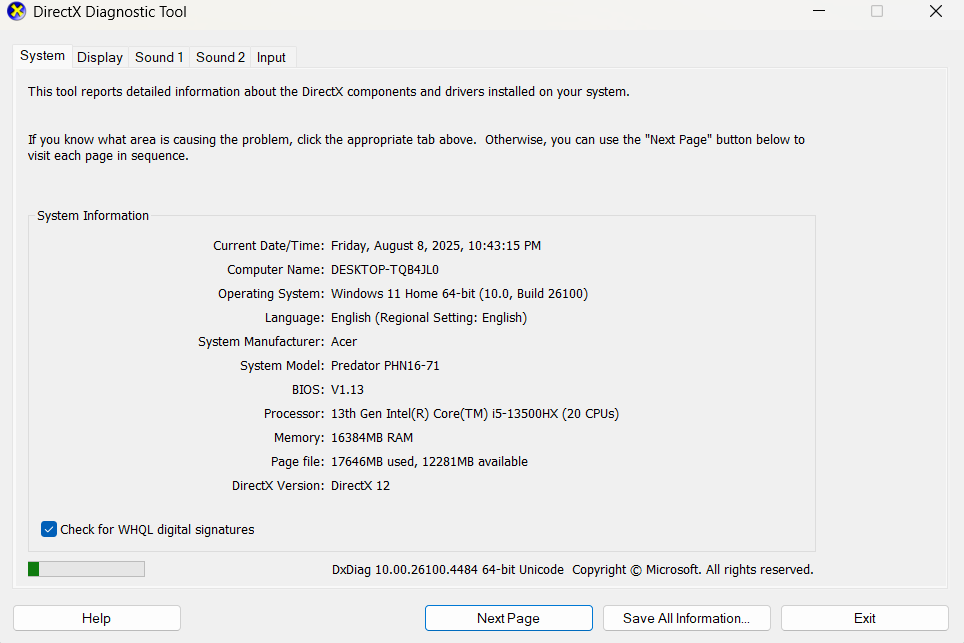 DirectX Diagnostic Tool
System Display Sound 1 Sound 2 Input
This tool reports detailed information about the DirectX components and drivers installed on your system.
If you know what area is causing the problem, click the appropriate tab above.  Otherwise, you can use the "Next Page" button below to
visit each page in sequence.
System Information
Current Date/Time: Friday, August 8, 2025, 10:43:15 PM
Computer Name: DESKTOP-TQB4JL0
Operating System: Windows 11 Home 64-bit (10.0, Build 26100)
Language: English (Regional Setting: English)
System Manufacturer: Acer
System Model: Predator PHN16-71
BIOS: V1.13
Processor: 13th Gen Intel(R) Core(TM) i5-13500HX (20 CPUs)
Memory: 16384MB RAM
Page file: 17646MB used, 12281MB available
DirectX Version: DirectX 12
Check for WHQL digital signatures
DxDiag 10.00.26100.4484 64-bit Unicode  Copyright © Microsoft. All rights reserved.
Help Next Page Save All Information... Exit